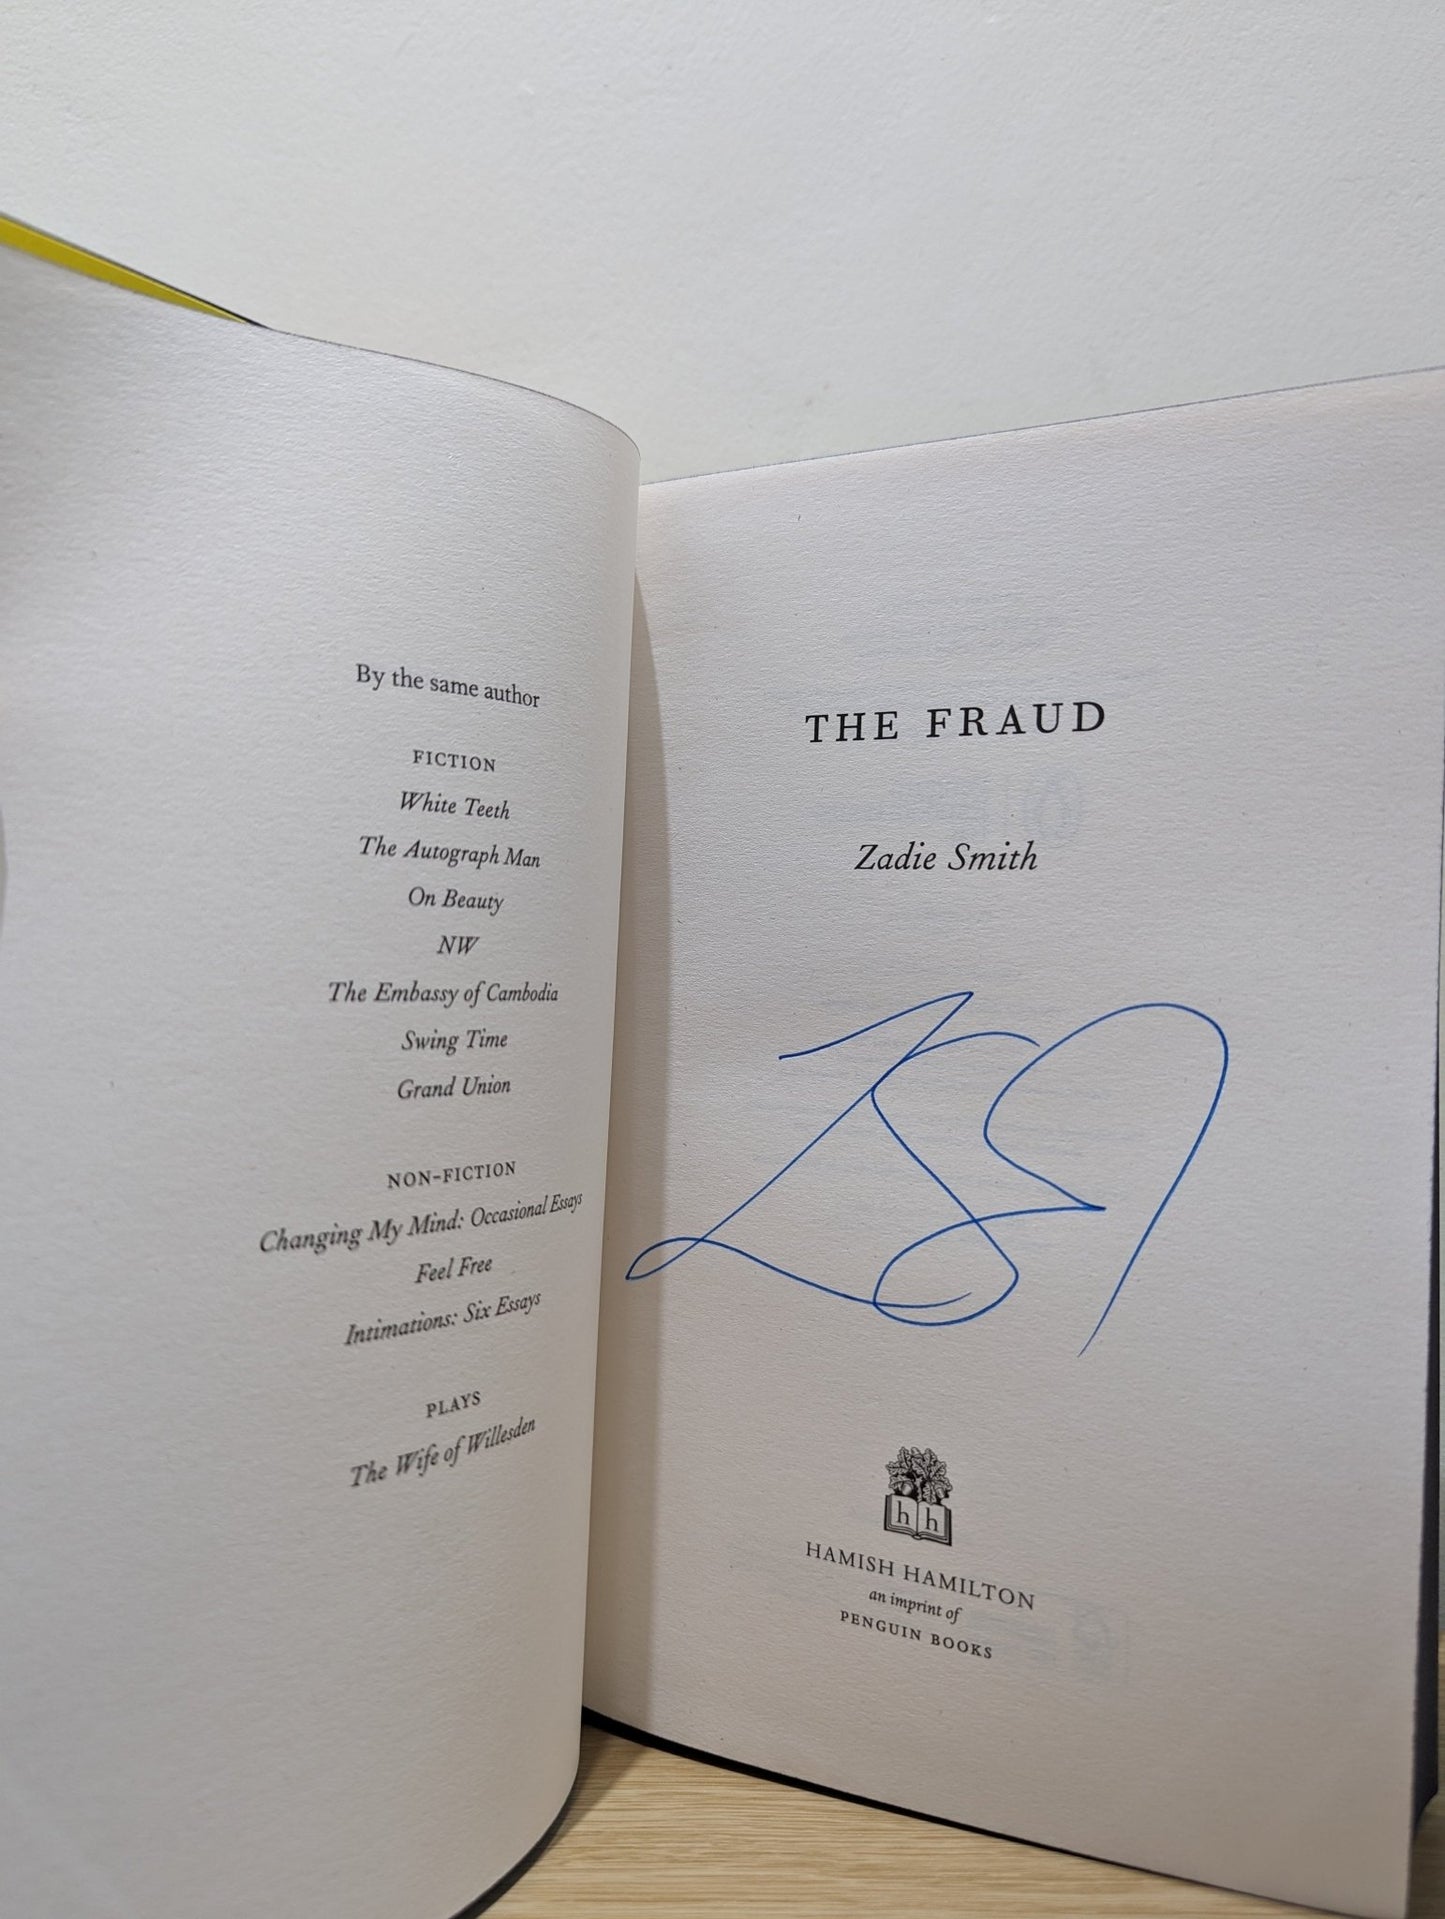 By the same author
FICTION
White Teeth
The Autograph Man
On Beauty
NW
The Embassy of Cambodia
Swing Time
Grand Union
NON-FICTION
Changing My Mind: Occasional Essays
Feel Free
Intimations: Six Essays
PLAYS
The Wife of Willesden
THE FRAUD
Zadie Smith
h h
HAMISH HAMILTON
an imprint of
PENGUIN BOOKS